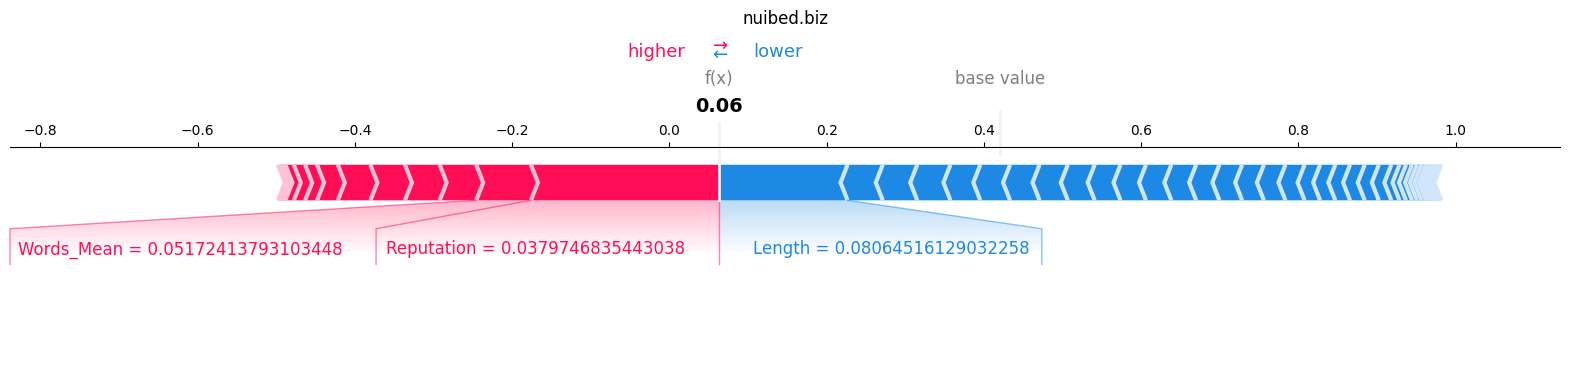 nuibed.biz
higher → ← lower
f(x) base value
0.06
−0.8 −0.6 −0.4 −0.2 0.0 0.2 0.4 0.6 0.8 1.0
Words_Mean = 0.05172413793103448 Reputation = 0.0379746835443038 Length = 0.08064516129032258